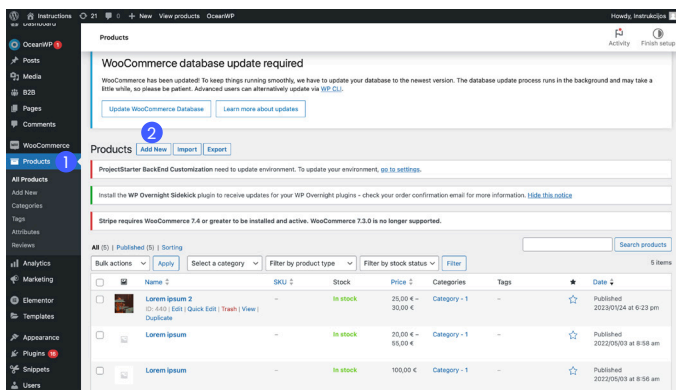 Instructions 21 0 + New View products OceanWP Howdy, Instrukcijos
Dashboard
OceanWP 1
Posts
Media
B2B
Pages
Comments
WooCommerce
Products 1
All Products
Add New
Categories
Tags
Attributes
Reviews
Analytics
Marketing
Elementor
Templates
Appearance
Plugins 16
Snippets
Users
Products
Activity Finish setup
WooCommerce database update required
WooCommerce has been updated! To keep things running smoothly, we have to update your database to the newest version. The database update process runs in the background and may take a
little while, so please be patient. Advanced users can alternatively update via WP CLI.
Update WooCommerce Database Learn more about updates
2
Products Add New Import Export
ProjectStarter BackEnd Customization need to update environment. To update your environment, go to settings.
Install the WP Overnight Sidekick plugin to receive updates for your WP Overnight plugins – check your order confirmation email for more information. Hide this notice
Stripe requires WooCommerce 7.4 or greater to be installed and active. WooCommerce 7.3.0 is no longer supported.
All (5) | Published (5) | Sorting
Search products
Bulk actions Apply Select a category Filter by product type Filter by stock status Filter 5 items
Name SKU Stock Price Categories Tags Date
Lorem ipsum 2 – In stock 25,00 € – Category - 1 – Published
ID: 440 | Edit | Quick Edit | Trash | View | 30,00 € 2023/01/24 at 6:23 pm
Duplicate
Lorem ipsum – In stock 20,00 € – Category - 1 – Published
55,00 € 2022/05/03 at 8:58 am
Lorem ipsum – In stock 100,00 € Category - 1 – Published
2022/05/03 at 8:56 am